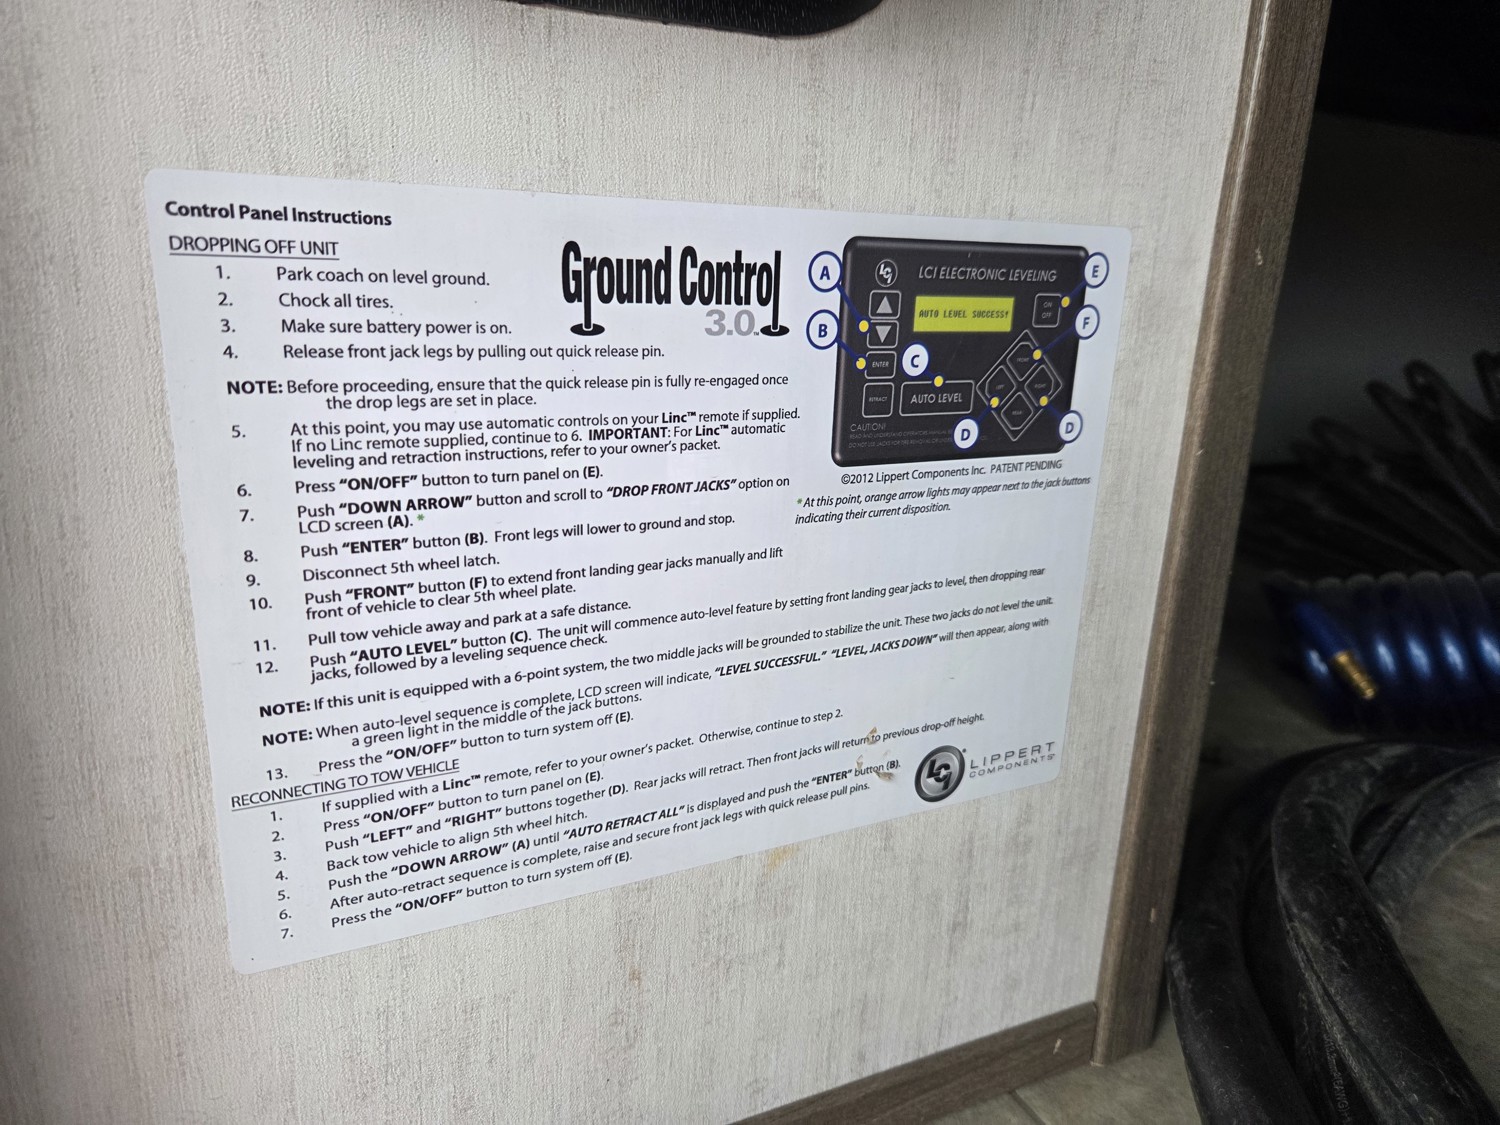 Control Panel Instructions
DROPPING OFF UNIT
1. Park coach on level ground.
2. Chock all tires.
3. Make sure battery power is on.
4. Release front jack legs by pulling out quick release pin.
NOTE: Before proceeding, ensure that the quick release pin is fully re-engaged once
the drop legs are set in place.
5. At this point, you may use automatic controls on your Linc™ remote if supplied.
If no Linc remote supplied, continue to 6. IMPORTANT: For Linc™ automatic
leveling and retraction instructions, refer to your owner's packet.
6. Press "ON/OFF" button to turn panel on (E).
7. Push "DOWN ARROW" button and scroll to "DROP FRONT JACKS" option on
LCD screen (A). *
8. Push "ENTER" button (B). Front legs will lower to ground and stop.
9. Disconnect 5th wheel latch.
10. Push "FRONT" button (F) to extend front landing gear jacks manually and lift
front of vehicle to clear 5th wheel plate.
11. Pull tow vehicle away and park at a safe distance.
12. Push "AUTO LEVEL" button (C). The unit will commence auto-level feature by setting front landing gear jacks to level, then dropping rear
jacks, followed by a leveling sequence check.
NOTE: If this unit is equipped with a 6-point system, the two middle jacks will be grounded to stabilize the unit. These two jacks do not level the unit.
NOTE: When auto-level sequence is complete, LCD screen will indicate, "LEVEL SUCCESSFUL." "LEVEL, JACKS DOWN" will then appear, along with
a green light in the middle of the jack buttons.
13. Press the "ON/OFF" button to turn system off (E).
RECONNECTING TO TOW VEHICLE
1. If supplied with a Linc™ remote, refer to your owner's packet. Otherwise, continue to step 2.
2. Press "ON/OFF" button to turn panel on (E).
3. Push "LEFT" and "RIGHT" buttons together (D). Rear jacks will retract. Then front jacks will return to previous drop-off height.
4. Back tow vehicle to align 5th wheel hitch.
5. Push the "DOWN ARROW" (A) until "AUTO RETRACT ALL" is displayed and push the "ENTER" button (B).
6. After auto-retract sequence is complete, raise and secure front jack legs with quick release pull pins.
7. Press the "ON/OFF" button to turn system off (E).
Ground Control
3.0™
A
B
C
D
D
E
F
LCI ELECTRONIC LEVELING
AUTO LEVEL SUCCESS!
ON
OFF
ENTER
RETRACT
AUTO LEVEL
FRONT
LEFT
RIGHT
REAR
CAUTION!
©2012 Lippert Components Inc. PATENT PENDING
*At this point, orange arrow lights may appear next to the jack buttons
indicating their current disposition.
LCI
LIPPERT
COMPONENTS